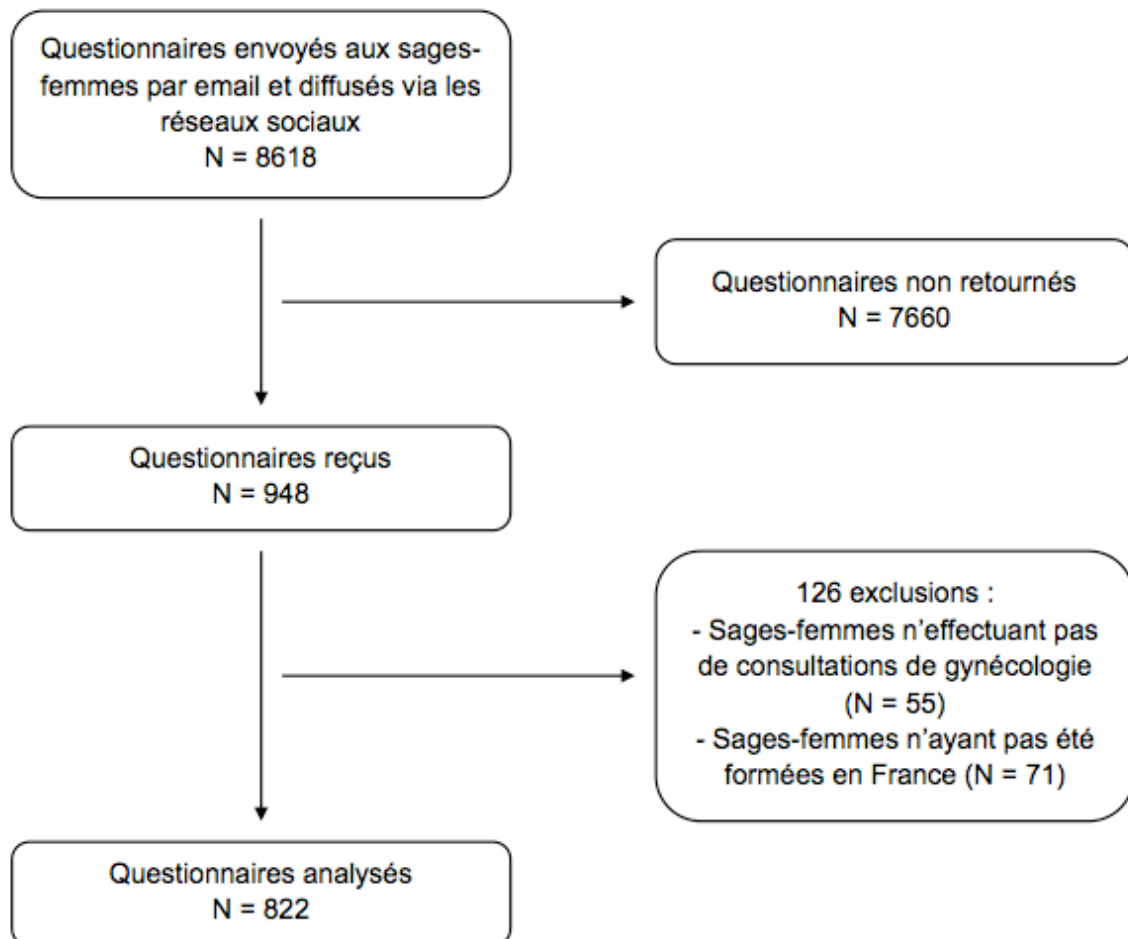 Questionnaires envoyés aux sages-
femmes par email et diffusés via les
réseaux sociaux
N = 8618
Questionnaires non retournés
N = 7660
Questionnaires reçus
N = 948
126 exclusions :
- Sages-femmes n'effectuant pas
de consultations de gynécologie
(N = 55)
- Sages-femmes n'ayant pas été
formées en France (N = 71)
Questionnaires analysés
N = 822